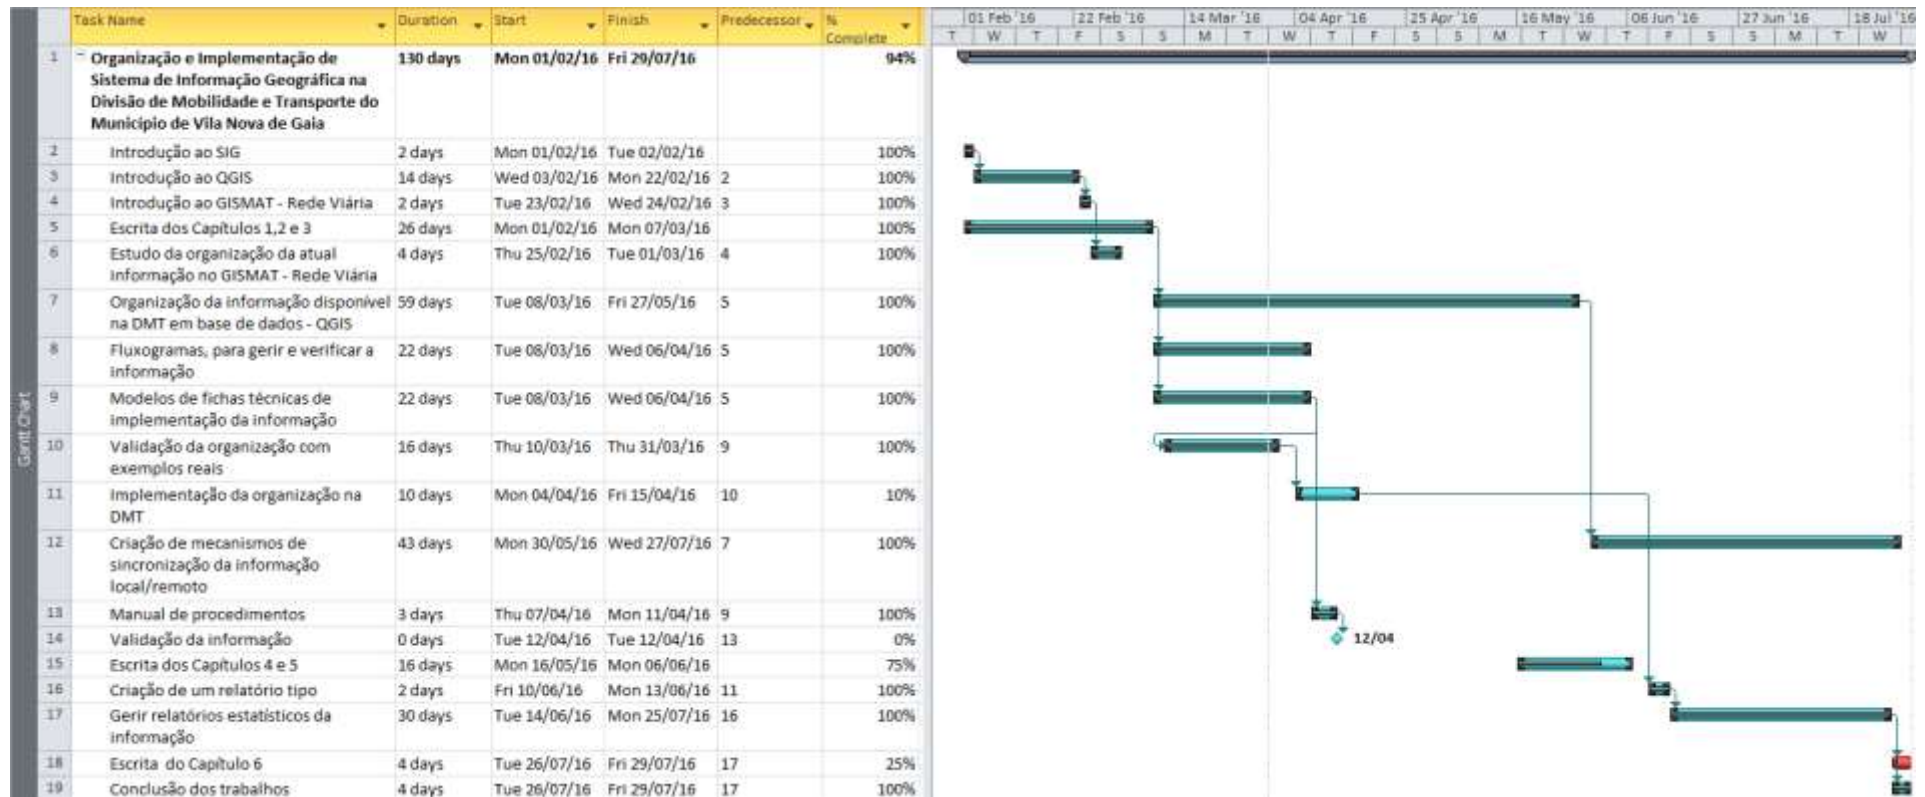 Task Name Duration Start Finish Predecessor % Complete
01 Feb '16 22 Feb '16 14 Mar '16 04 Apr '16 25 Apr '16 16 May '16 06 Jun '16 27 Jun '16 18 Jul '16
T W T F S S M T W T F S S M T W T F S S M T W
1 Organização e Implementação de 130 days Mon 01/02/16 Fri 29/07/16 94%
Sistema de Informação Geográfica na
Divisão de Mobilidade e Transporte do
Município de Vila Nova de Gaia
2 Introdução ao SIG 2 days Mon 01/02/16 Tue 02/02/16 100%
3 Introdução ao QGIS 14 days Wed 03/02/16 Mon 22/02/16 2 100%
4 Introdução ao GISMAT - Rede Viária 2 days Tue 23/02/16 Wed 24/02/16 3 100%
5 Escrita dos Capítulos 1,2 e 3 26 days Mon 01/02/16 Mon 07/03/16 100%
6 Estudo da organização da atual 4 days Thu 25/02/16 Tue 01/03/16 4 100%
informação no GISMAT - Rede Viária
7 Organização da informação disponível 59 days Tue 08/03/16 Fri 27/05/16 5 100%
na DMT em base de dados - QGIS
8 Fluxogramas, para gerir e verificar a 22 days Tue 08/03/16 Wed 06/04/16 5 100%
informação
9 Modelos de fichas técnicas de 22 days Tue 08/03/16 Wed 06/04/16 5 100%
implementação da informação
10 Validação da organização com 16 days Thu 10/03/16 Thu 31/03/16 9 100%
exemplos reais
11 Implementação da organização na 10 days Mon 04/04/16 Fri 15/04/16 10 10%
DMT
12 Criação de mecanismos de 43 days Mon 30/05/16 Wed 27/07/16 7 100%
sincronização da informação
local/remoto
13 Manual de procedimentos 3 days Thu 07/04/16 Mon 11/04/16 9 100%
14 Validação da informação 0 days Tue 12/04/16 Tue 12/04/16 13 0%
12/04
15 Escrita dos Capítulos 4 e 5 16 days Mon 16/05/16 Mon 06/06/16 75%
16 Criação de um relatório tipo 2 days Fri 10/06/16 Mon 13/06/16 11 100%
17 Gerir relatórios estatísticos da 30 days Tue 14/06/16 Mon 25/07/16 16 100%
informação
18 Escrita do Capítulo 6 4 days Tue 26/07/16 Fri 29/07/16 17 25%
19 Conclusão dos trabalhos 4 days Tue 26/07/16 Fri 29/07/16 17 100%
Gantt Chart